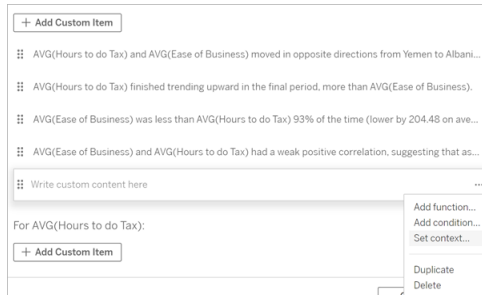 + Add Custom Item
AVG(Hours to do Tax) and AVG(Ease of Business) moved in opposite directions from Yemen to Albani...
AVG(Hours to do Tax) finished trending upward in the final period, more than AVG(Ease of Business).
AVG(Ease of Business) was less than AVG(Hours to do Tax) 93% of the time (lower by 204.48 on ave...
AVG(Ease of Business) and AVG(Hours to do Tax) had a weak positive correlation, suggesting that as...
Write custom content here
...
Add function...
Add condition...
Set context...
Duplicate
Delete
For AVG(Hours to do Tax):
+ Add Custom Item